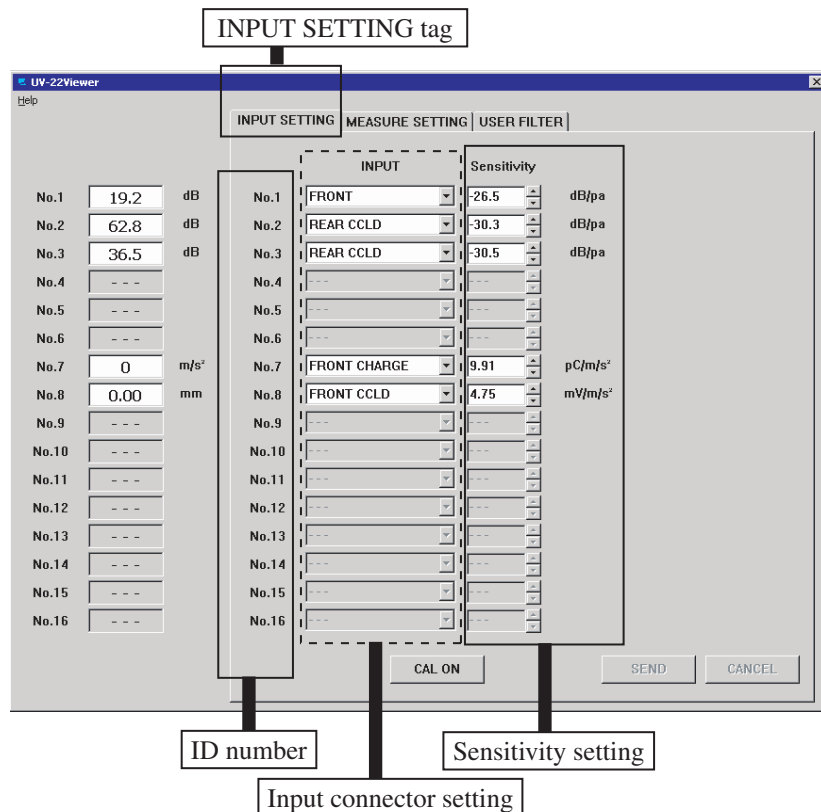 INPUT SETTING tag
UV-22Viewer
Help
INPUT SETTING MEASURE SETTING USER FILTER
INPUT Sensitivity
No.1 19.2 dB No.1 FRONT -26.5 dB/pa
No.2 62.8 dB No.2 REAR CCLD -30.3 dB/pa
No.3 36.5 dB No.3 REAR CCLD -30.5 dB/pa
No.4 --- No.4 --- ---
No.5 --- No.5 --- ---
No.6 --- No.6 --- ---
No.7 0 m/s² No.7 FRONT CHARGE 9.91 pC/m/s²
No.8 0.00 mm No.8 FRONT CCLD 4.75 mV/m/s²
No.9 --- No.9 --- ---
No.10 --- No.10 --- ---
No.11 --- No.11 --- ---
No.12 --- No.12 --- ---
No.13 --- No.13 --- ---
No.14 --- No.14 --- ---
No.15 --- No.15 --- ---
No.16 --- No.16 --- ---
CAL ON SEND CANCEL
ID number Sensitivity setting
Input connector setting